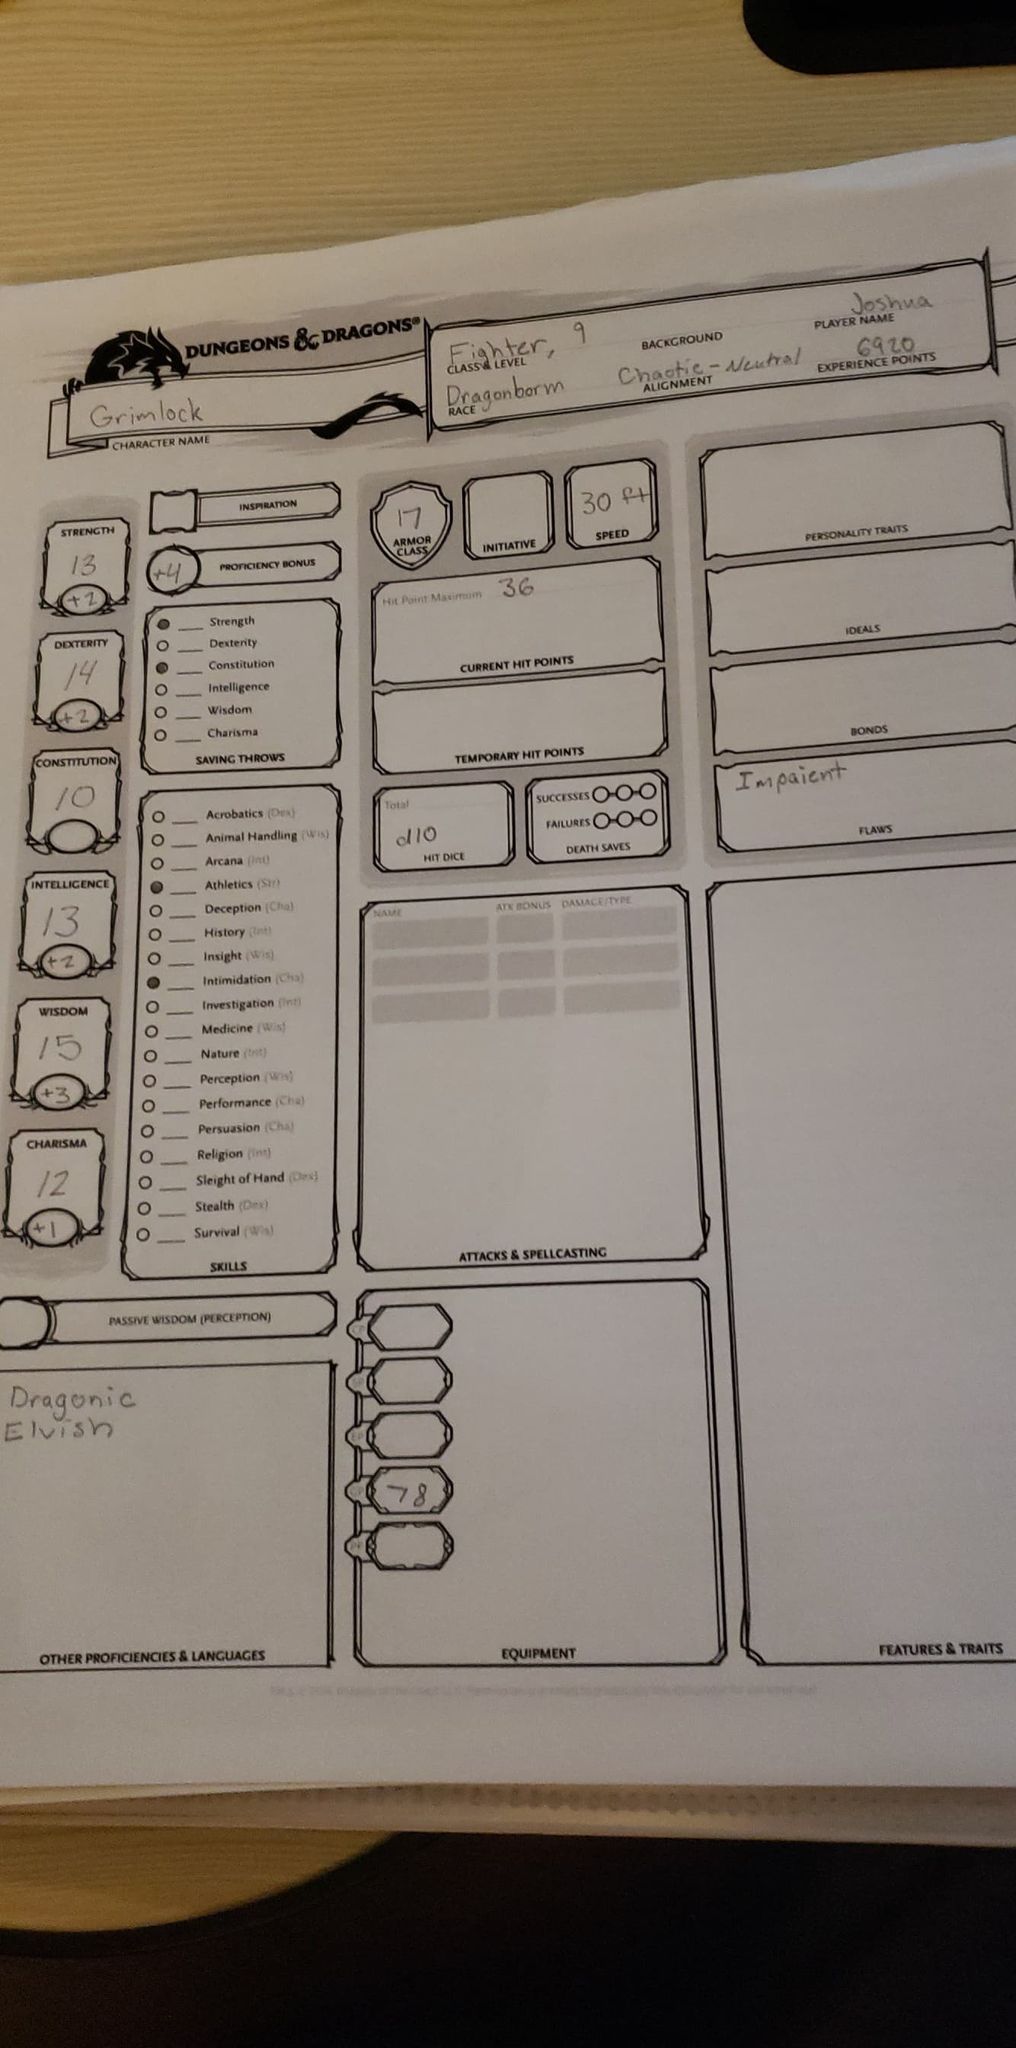 DUNGEONS & DRAGONS®
Grimlock
CHARACTER NAME
Fighter, 9
CLASS & LEVEL
BACKGROUND
Joshua
PLAYER NAME
Dragonborm
RACE
Chaotic-Neutral
ALIGNMENT
6920
EXPERIENCE POINTS
STRENGTH
13
+2
DEXTERITY
14
+2
CONSTITUTION
10
INTELLIGENCE
13
+2
WISDOM
15
+3
CHARISMA
12
+1
INSPIRATION
+4 PROFICIENCY BONUS
Strength
Dexterity
Constitution
Intelligence
Wisdom
Charisma
SAVING THROWS
Acrobatics (Dex)
Animal Handling (Wis)
Arcana (Int)
Athletics (Str)
Deception (Cha)
History (Int)
Insight (Wis)
Intimidation (Cha)
Investigation (Int)
Medicine (Wis)
Nature (Int)
Perception (Wis)
Performance (Cha)
Persuasion (Cha)
Religion (Int)
Sleight of Hand (Dex)
Stealth (Dex)
Survival (Wis)
SKILLS
PASSIVE WISDOM (PERCEPTION)
Dragonic
Elvish
OTHER PROFICIENCIES & LANGUAGES
17
ARMOR
CLASS
INITIATIVE
30 ft
SPEED
Hit Point Maximum 36
CURRENT HIT POINTS
TEMPORARY HIT POINTS
Total
d10
HIT DICE
SUCCESSES
FAILURES
DEATH SAVES
NAME ATK BONUS DAMAGE/TYPE
ATTACKS & SPELLCASTING
CP
SP
EP
GP 78
PP
EQUIPMENT
PERSONALITY TRAITS
IDEALS
BONDS
Impaient
FLAWS
FEATURES & TRAITS